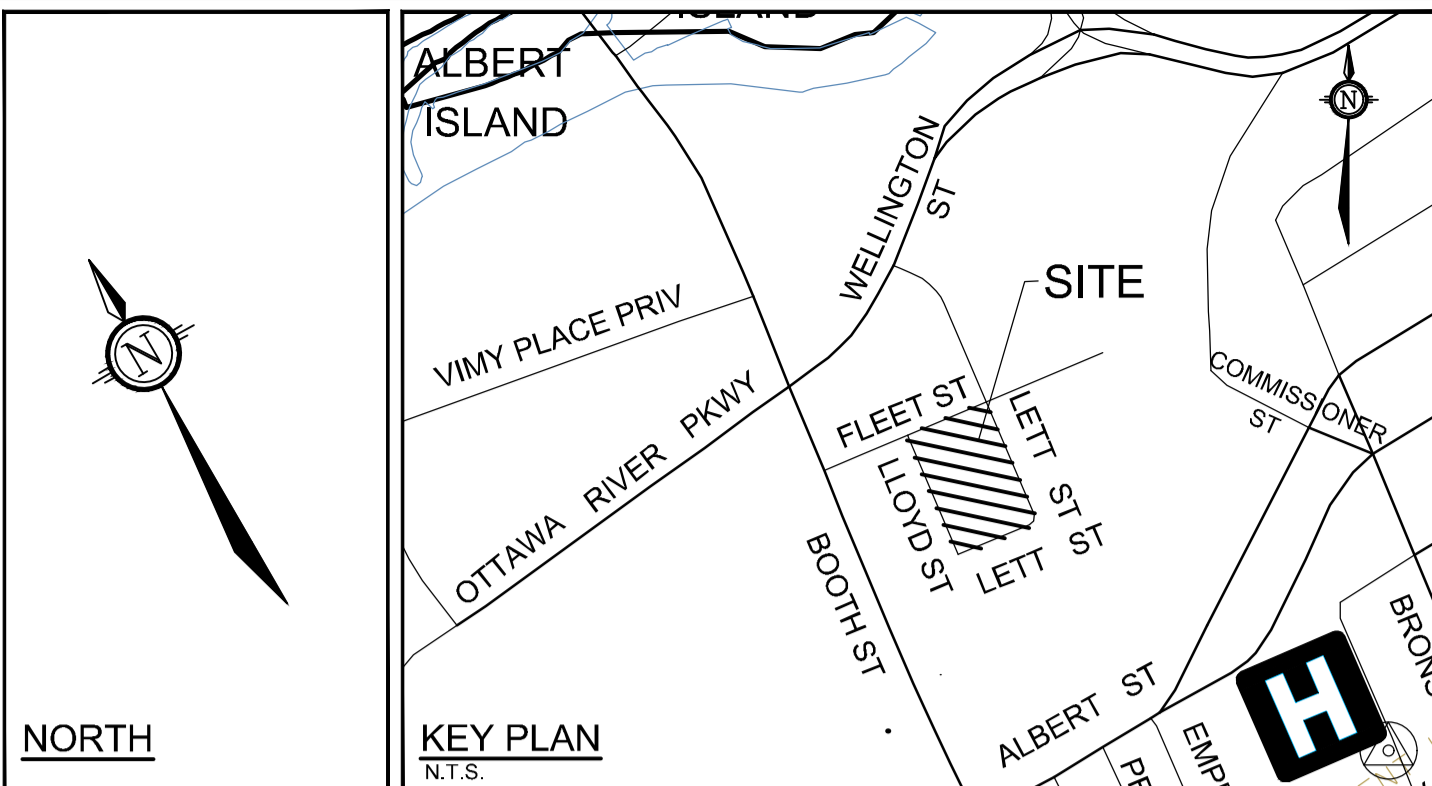 N
NORTH
ISLAND
ALBERT
ISLAND
N
WELLINGTON
ST
SITE
VIMY PLACE PRIV
OTTAWA RIVER PKWY
FLEET ST
LETT ST
ST
LLOYD ST
LETT ST
COMMISSIONER
ST
BOOTH ST
ALBERT ST
H
KEY PLAN
N.T.S.